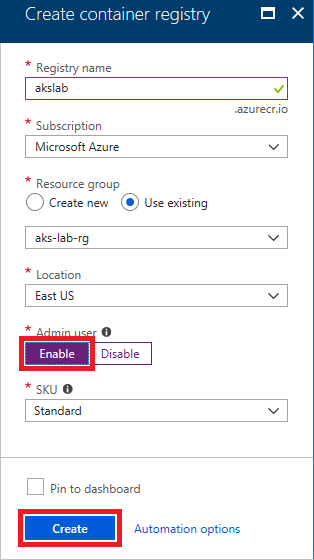 Create container registry
* Registry name
akslab
.azurecr.io
* Subscription
Microsoft Azure
* Resource group
Create new Use existing
aks-lab-rg
* Location
East US
* Admin user
Enable Disable
* SKU
Standard
Pin to dashboard
Create Automation options